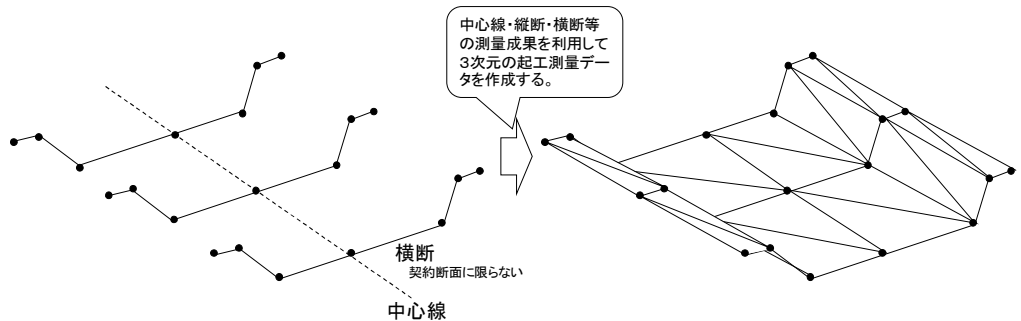 中心線・縦断・横断等
の測量成果を利用して
３次元の起工測量デー
タを作成する。
横断
契約断面に限らない
中心線